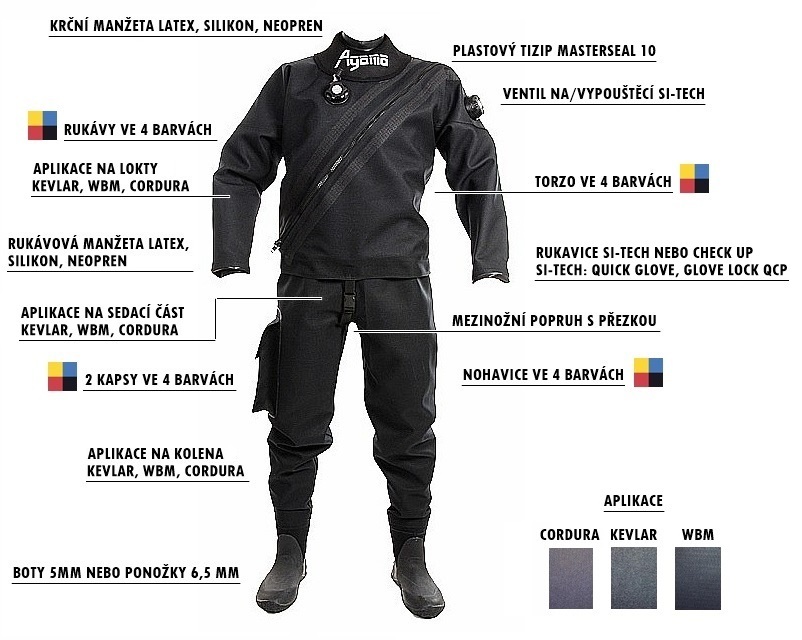 KRČNÍ MANŽETA LATEX, SILIKON, NEOPREN
Agama
PLASTOVÝ TIZIP MASTERSEAL 10
VENTIL NA/VYPOUŠTĚCÍ SI-TECH
RUKÁVY VE 4 BARVÁCH
APLIKACE NA LOKTY
KEVLAR, WBM, CORDURA
TORZO VE 4 BARVÁCH
RUKÁVOVÁ MANŽETA LATEX,
SILIKON, NEOPREN
RUKAVICE SI-TECH NEBO CHECK UP
SI-TECH: QUICK GLOVE, GLOVE LOCK QCP
APLIKACE NA SEDACÍ ČÁST
KEVLAR, WBM, CORDURA
MEZINOŽNÍ POPRUH S PŘEZKOU
2 KAPSY VE 4 BARVÁCH
NOHAVICE VE 4 BARVÁCH
APLIKACE NA KOLENA
KEVLAR, WBM, CORDURA
APLIKACE
CORDURA KEVLAR WBM
BOTY 5MM NEBO PONOŽKY 6,5 MM